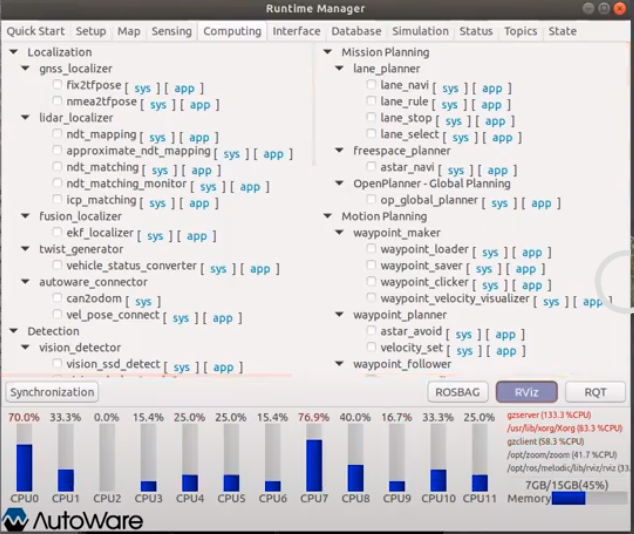 Runtime Manager
Quick Start Setup Map Sensing Computing Interface Database Simulation Status Topics State
Localization
gnss_localizer
fix2tfpose [ sys ] [ app ]
nmea2tfpose [ sys ] [ app ]
lidar_localizer
ndt_mapping [ sys ] [ app ]
approximate_ndt_mapping [ sys ] [ app ]
ndt_matching [ sys ] [ app ]
ndt_matching_monitor [ sys ] [ app ]
icp_matching [ sys ] [ app ]
fusion_localizer
ekf_localizer [ sys ] [ app ]
twist_generator
vehicle_status_converter [ sys ] [ app ]
autoware_connector
can2odom [ sys ]
vel_pose_connect [ sys ] [ app ]
Detection
vision_detector
vision_ssd_detect [ sys ] [ app ]
Mission Planning
lane_planner
lane_navi [ sys ] [ app ]
lane_rule [ sys ] [ app ]
lane_stop [ sys ] [ app ]
lane_select [ sys ] [ app ]
freespace_planner
astar_navi [ sys ] [ app ]
OpenPlanner - Global Planning
op_global_planner [ sys ] [ app ]
Motion Planning
waypoint_maker
waypoint_loader [ sys ] [ app ]
waypoint_saver [ sys ] [ app ]
waypoint_clicker [ sys ] [ app ]
waypoint_velocity_visualizer [ sys ] [ app ]
waypoint_planner
astar_avoid [ sys ] [ app ]
velocity_set [ sys ] [ app ]
waypoint_follower
Synchronization ROSBAG RViz RQT
70.0% 33.3% 0.0% 15.4% 25.0% 25.0% 15.4% 76.9% 40.0% 16.7% 33.3% 25.0%
CPU0 CPU1 CPU2 CPU3 CPU4 CPU5 CPU6 CPU7 CPU8 CPU9 CPU10 CPU11
gzserver (133.3 %CPU)
/usr/lib/xorg/Xorg (83.3 %CPU)
gzclient (58.3 %CPU)
/opt/zoom/zoom (41.7 %CPU)
/opt/ros/melodic/lib/rviz/rviz (33.
7GB/15GB(45%)
Memory
AutoWare